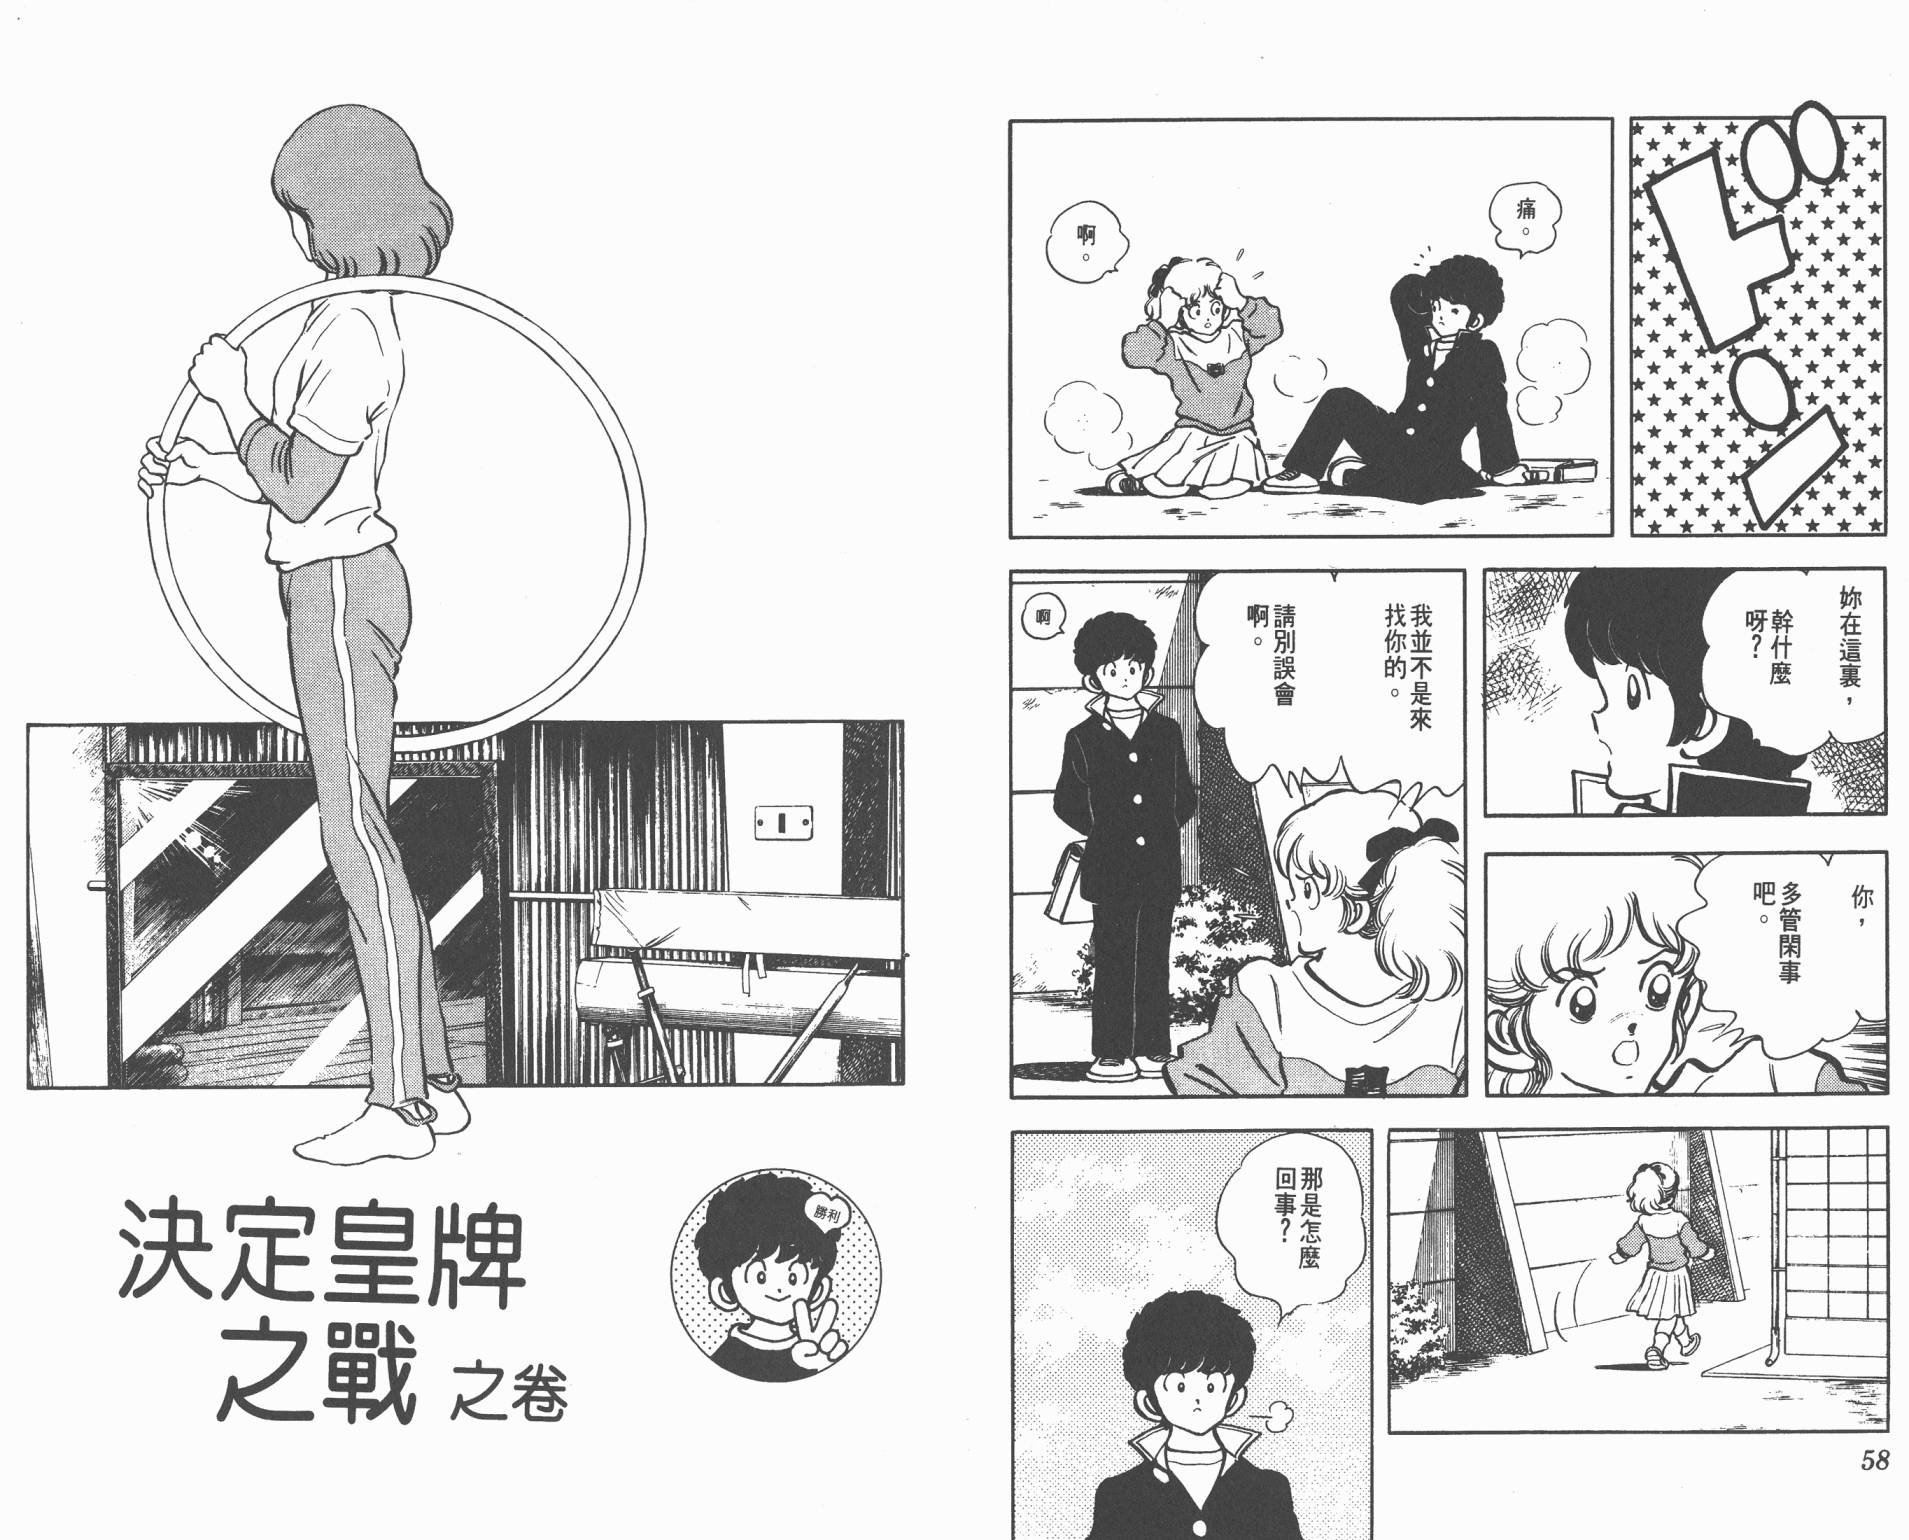 ドーン
痛。
啊。
妳在這裏，
幹什麼
呀？
我並不是來
找你的。
請別誤會
啊。
啊
你，
多管閑事
吧。
那是怎麼
回事？
58
決定皇牌
之戰 之卷
勝利